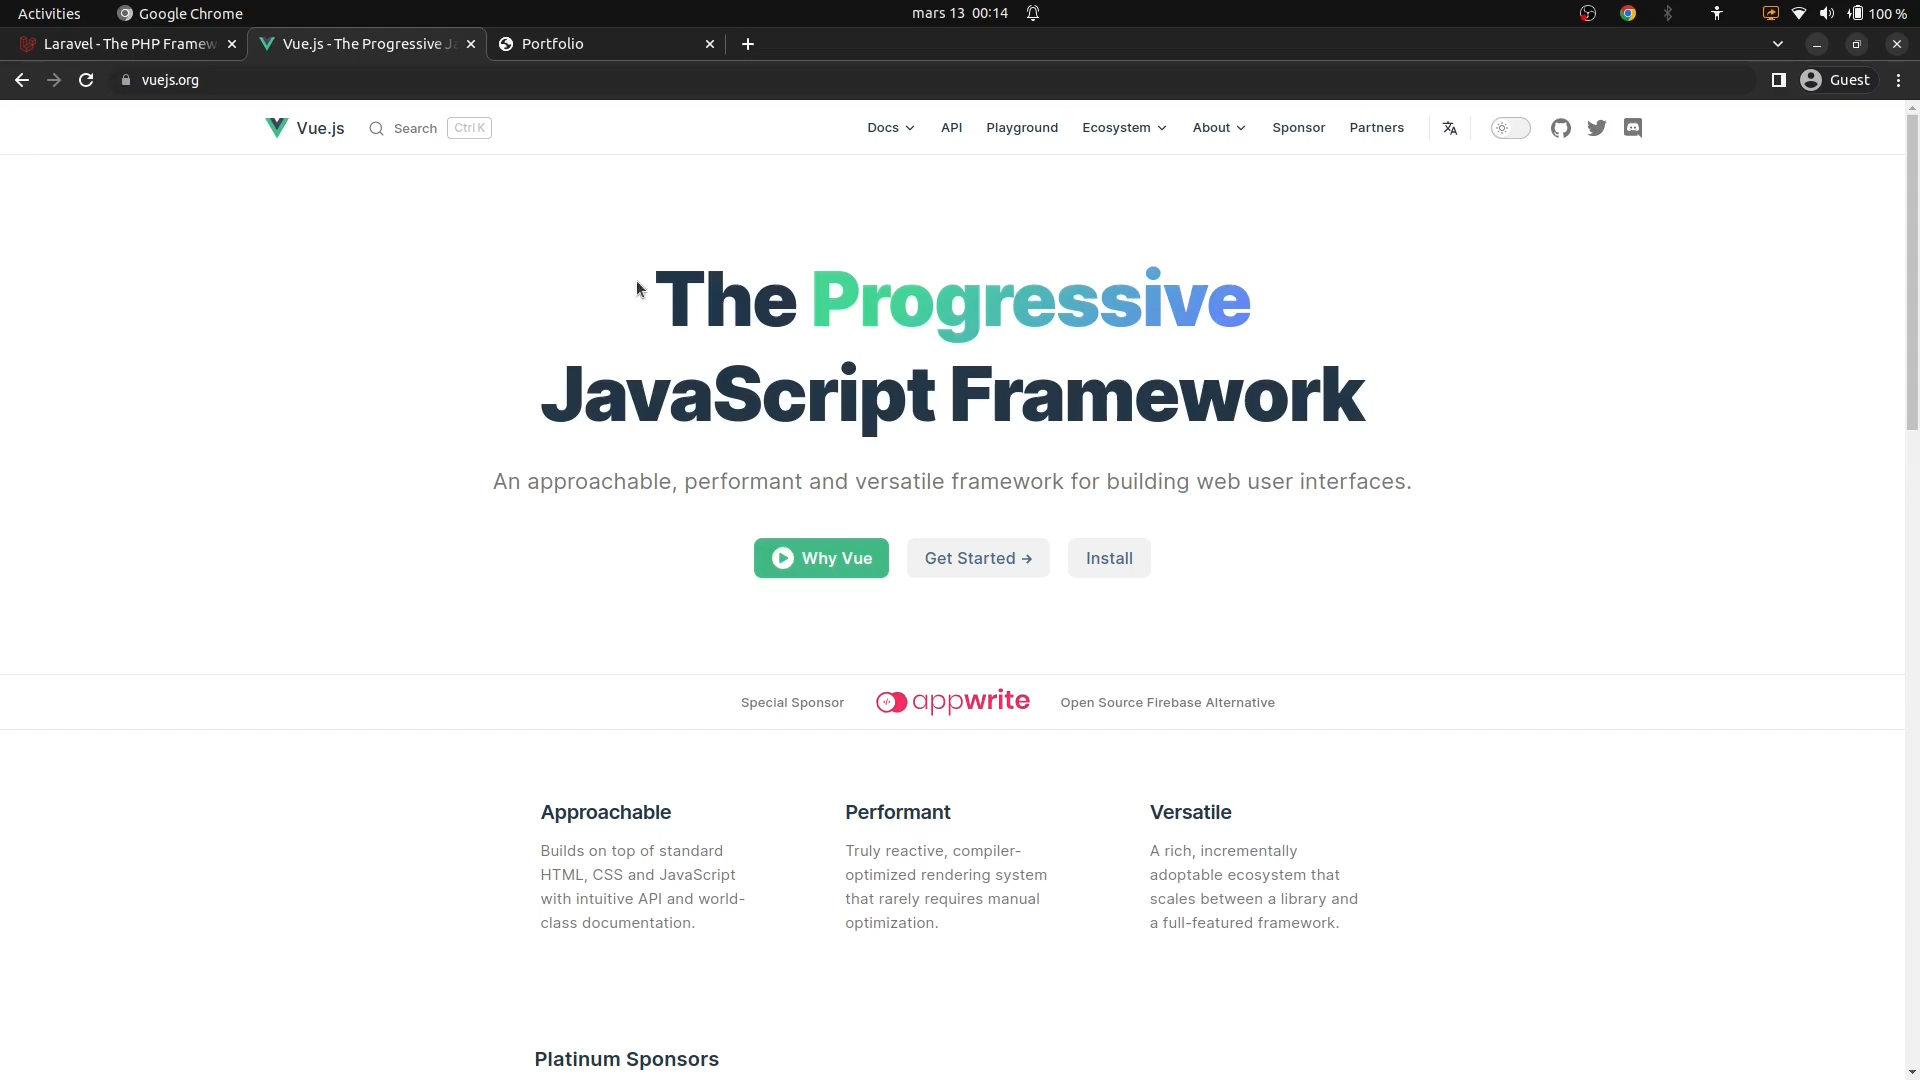 Activities Google Chrome mars 13 00:14 100 %
Laravel - The PHP Framew Vue.js - The Progressive Ja Portfolio
vuejs.org Guest
Vue.js Search Ctrl K Docs API Playground Ecosystem About Sponsor Partners
The Progressive
JavaScript Framework
An approachable, performant and versatile framework for building web user interfaces.
Why Vue Get Started → Install
Special Sponsor appwrite Open Source Firebase Alternative
Approachable
Builds on top of standard
HTML, CSS and JavaScript
with intuitive API and world-
class documentation.
Performant
Truly reactive, compiler-
optimized rendering system
that rarely requires manual
optimization.
Versatile
A rich, incrementally
adoptable ecosystem that
scales between a library and
a full-featured framework.
Platinum Sponsors